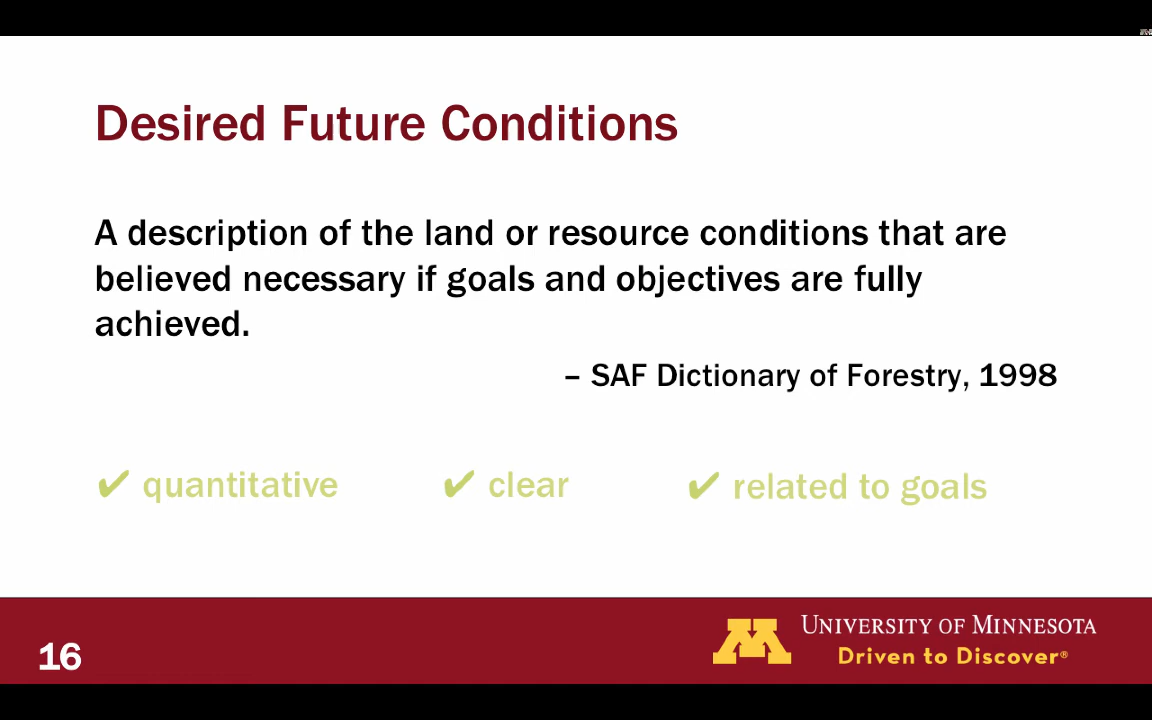 Desired Future Conditions
A description of the land or resource conditions that are
believed necessary if goals and objectives are fully
achieved.
– SAF Dictionary of Forestry, 1998
✔ quantitative ✔ clear ✔ related to goals
16
M
UNIVERSITY OF MINNESOTA
Driven to Discover®